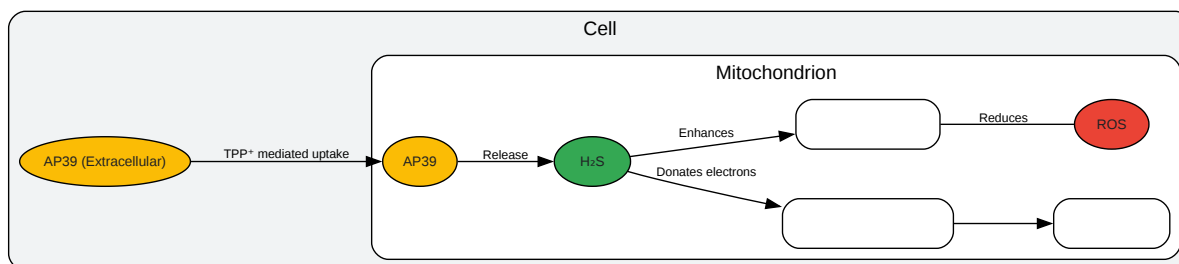 Cell
Mitochondrion
AP39 (Extracellular)
TPP⁺ mediated uptake
AP39
Release
H₂S
Enhances
Donates electrons
Reduces
ROS